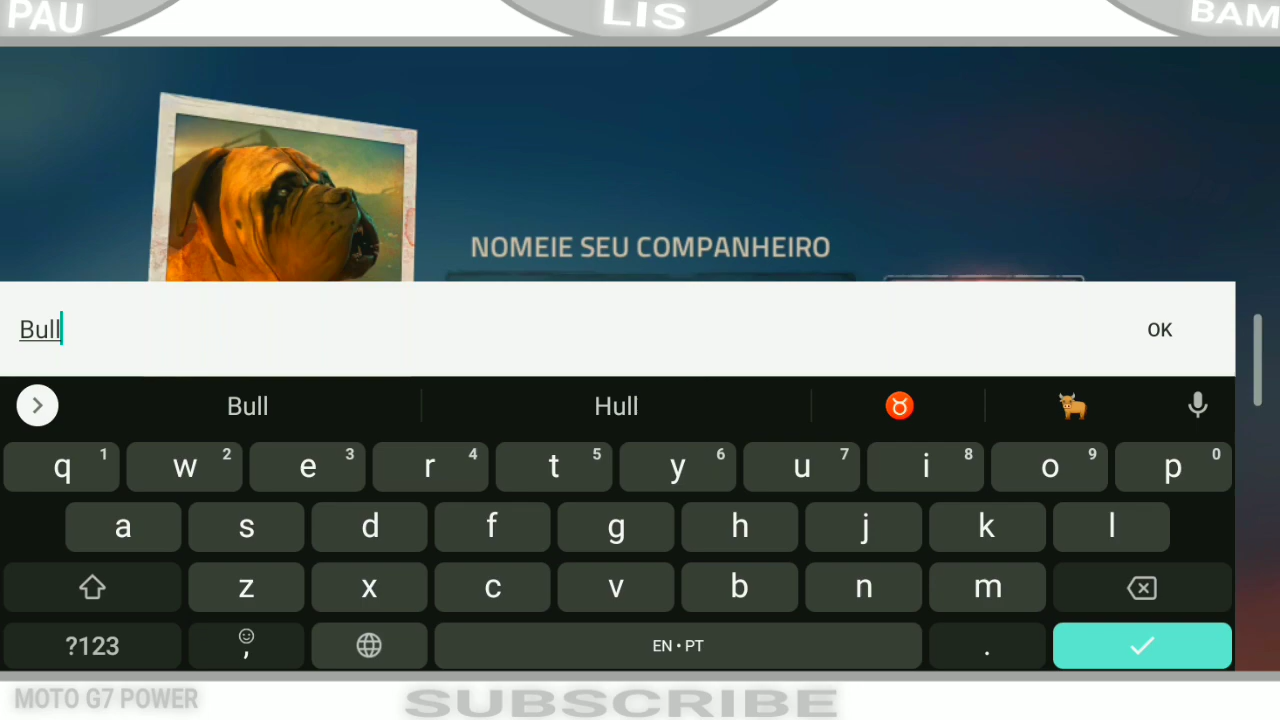 PAU LIS BAM
NOMEIE SEU COMPANHEIRO
Bull OK
Bull Hull
q 1 w 2 e 3 r 4 t 5 y 6 u 7 i 8 o 9 p 0
a s d f g h j k l
z x c v b n m
?123 , EN • PT .
MOTO G7 POWER SUBSCRIBE